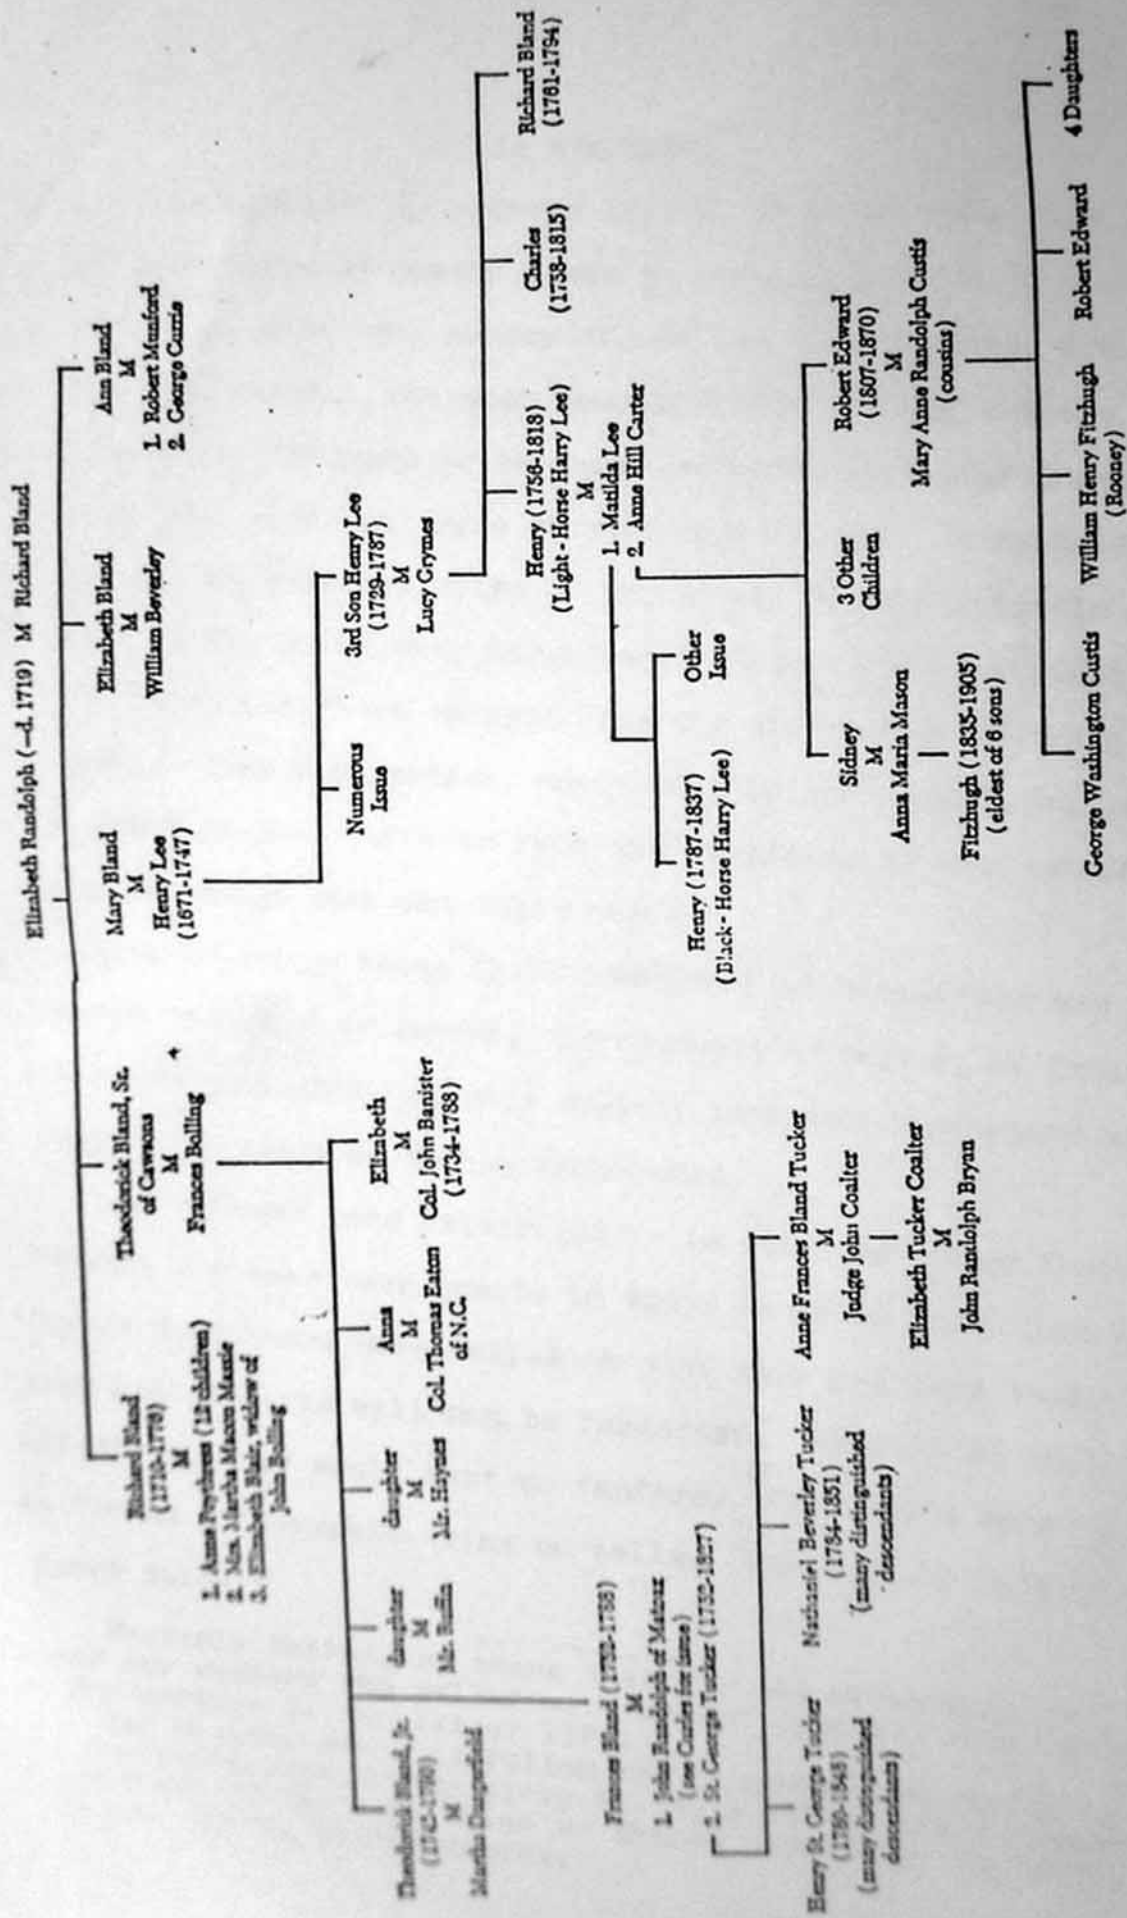 Elizabeth Randolph (—d. 1719) M Richard Bland
Richard Bland
(1710-1776)
M
1. Anne Poythress (12 children)
2. Mrs. Martha Macon Massie
3. Elizabeth Blair, widow of
John Bolling
Theodorick Bland, Sr.
of Cawsons
M
Frances Bolling
Mary Bland
M
Henry Lee
(1671-1747)
Elizabeth Bland
M
William Beverley
Ann Bland
M
1. Robert Munford
2. George Currie
Theodorick Bland, Jr.
(1742-1790)
M
Martha Dangerfield
daughter
M
Mr. Ruffin
daughter
M
Mr. Haynes
Anna
M
Col. Thomas Eaton
of N.C.
Elizabeth
M
Col. John Banister
(1734-1788)
Numerous
Issue
3rd Son Henry Lee
(1729-1787)
M
Lucy Crymes
Frances Bland (1752-1788)
M
1. John Randolph of Matoax
(see Curles for issue)
2. St. George Tucker (1752-1827)
Henry (1756-1818)
(Light - Horse Harry Lee)
M
1. Matilda Lee
2. Anne Hill Carter
Charles
(1758-1815)
Richard Bland
(1761-1794)
Henry St. George Tucker
(1780-1848)
(many distinguished
descendants)
Nathaniel Beverley Tucker
(1784-1851)
(many distinguished
descendants)
Anne Frances Bland Tucker
M
Judge John Coalter
Elizabeth Tucker Coalter
M
John Randolph Bryan
Henry (1787-1837)
(Black - Horse Harry Lee)
Other
Issue
Sidney
M
Anna Maria Mason
Fitzhugh (1835-1905)
(eldest of 6 sons)
3 Other
Children
Robert Edward
(1807-1870)
M
Mary Anne Randolph Custis
(cousins)
George Washington Custis
William Henry Fitzhugh
(Rooney)
Robert Edward
4 Daughters